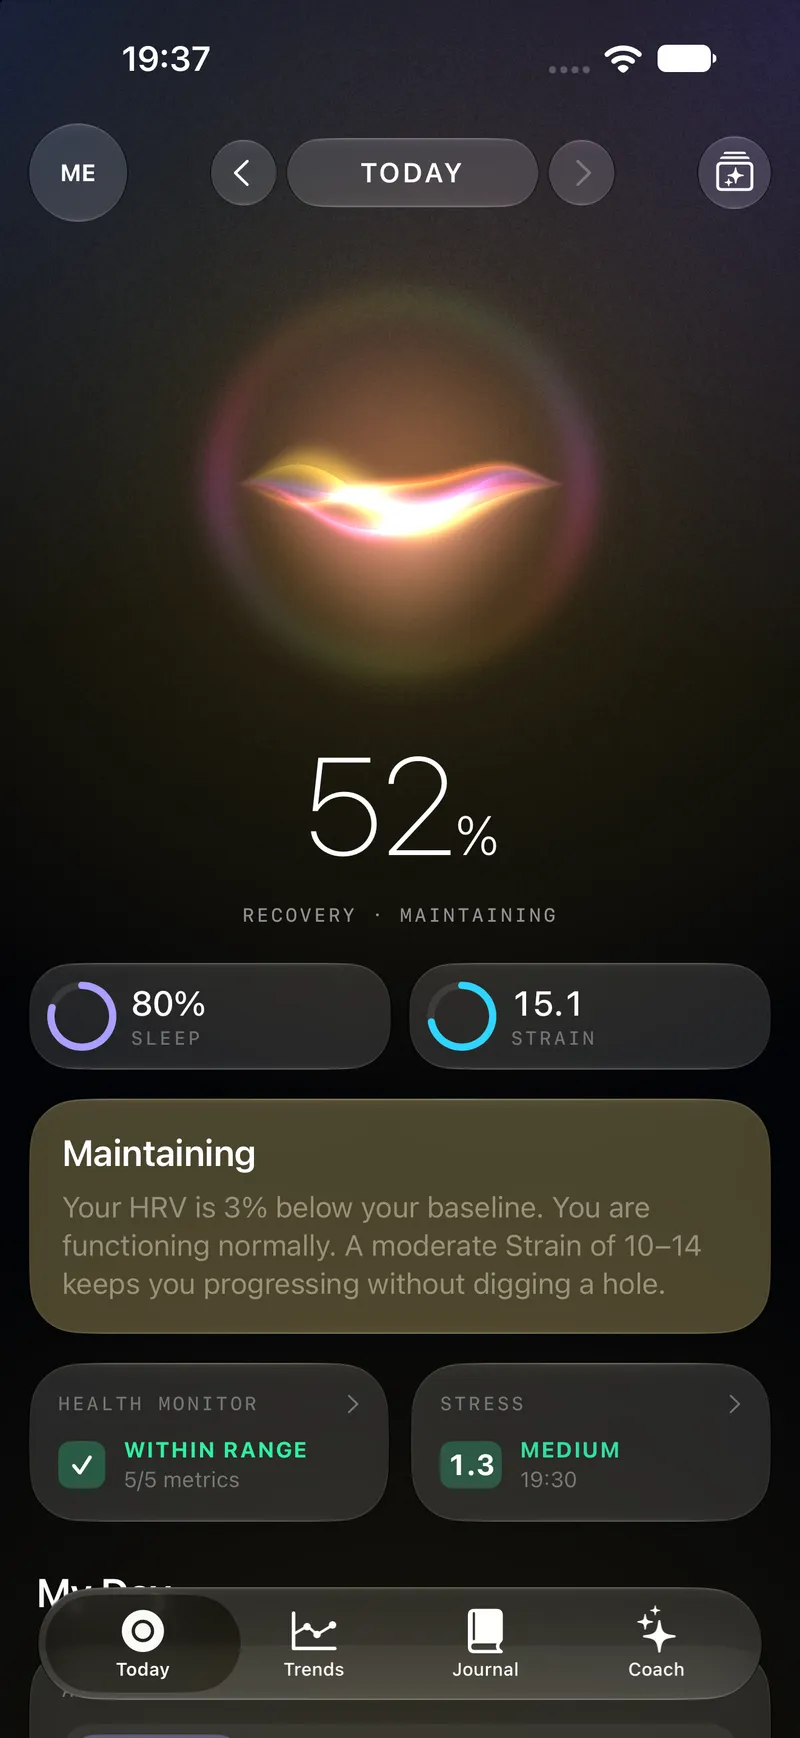 19:37
ME
TODAY
52%
RECOVERY · MAINTAINING
80%
SLEEP
15.1
STRAIN
Maintaining
Your HRV is 3% below your baseline. You are
functioning normally. A moderate Strain of 10–14
keeps you progressing without digging a hole.
HEALTH MONITOR
WITHIN RANGE
5/5 metrics
STRESS
1.3
MEDIUM
19:30
My Day
Today
Trends
Journal
Coach